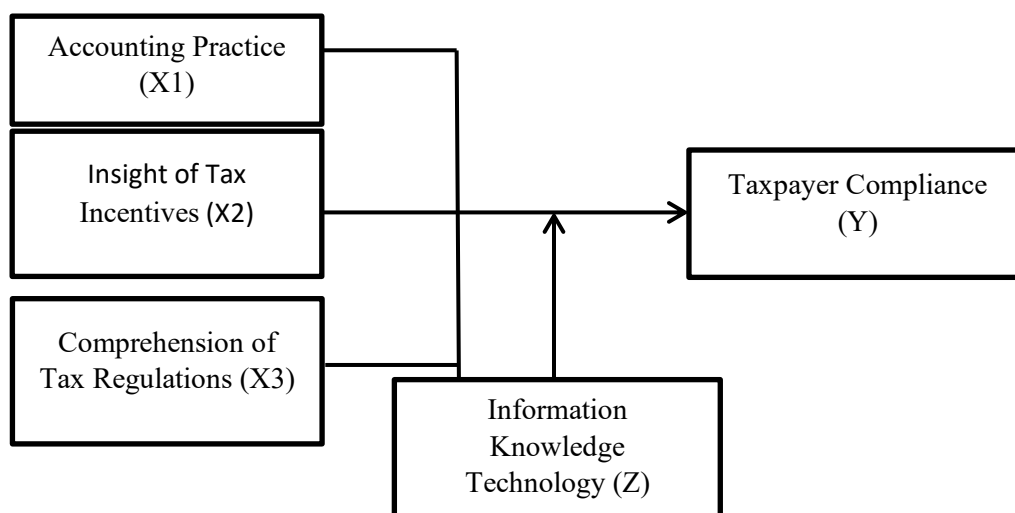 Accounting Practice
(X1)
Insight of Tax
Incentives (X2)
Comprehension of
Tax Regulations (X3)
Taxpayer Compliance
(Y)
Information
Knowledge
Technology (Z)